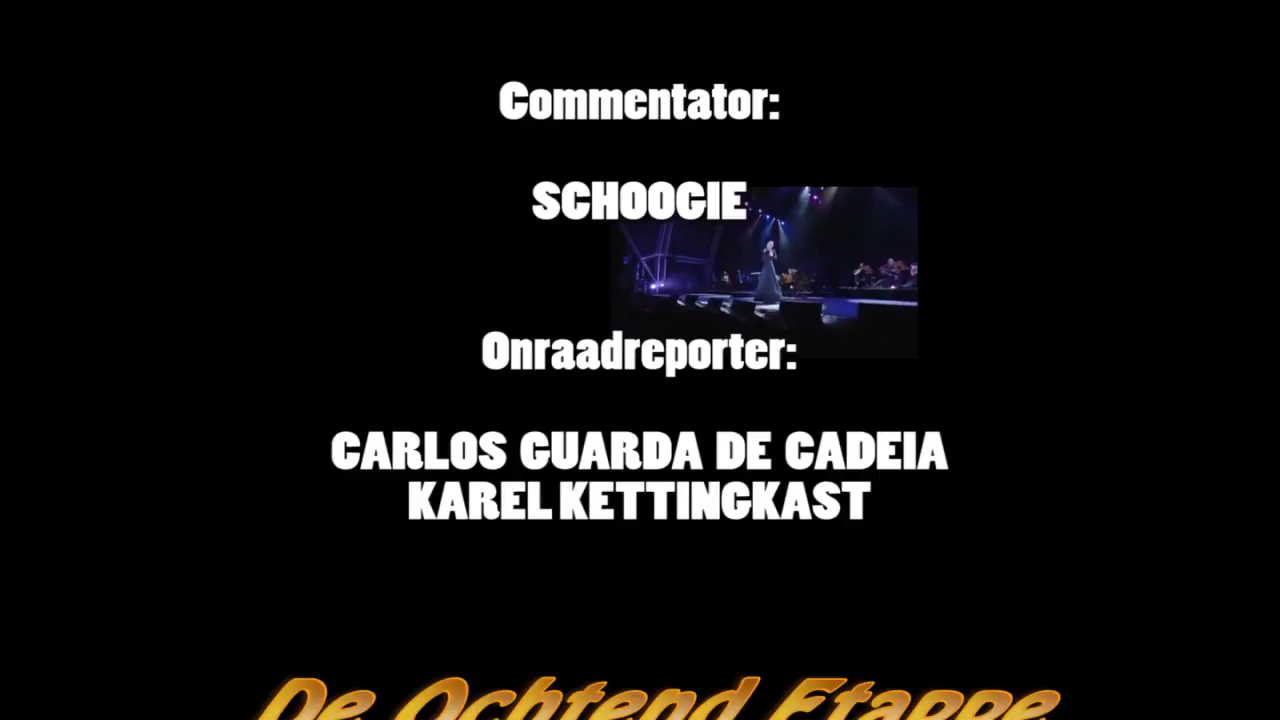 Commentator:
SCHOOGIE
Onraadreporter:
CARLOS GUARDA DE CADEIA
KAREL KETTINGKAST
De Ochtend Etappe